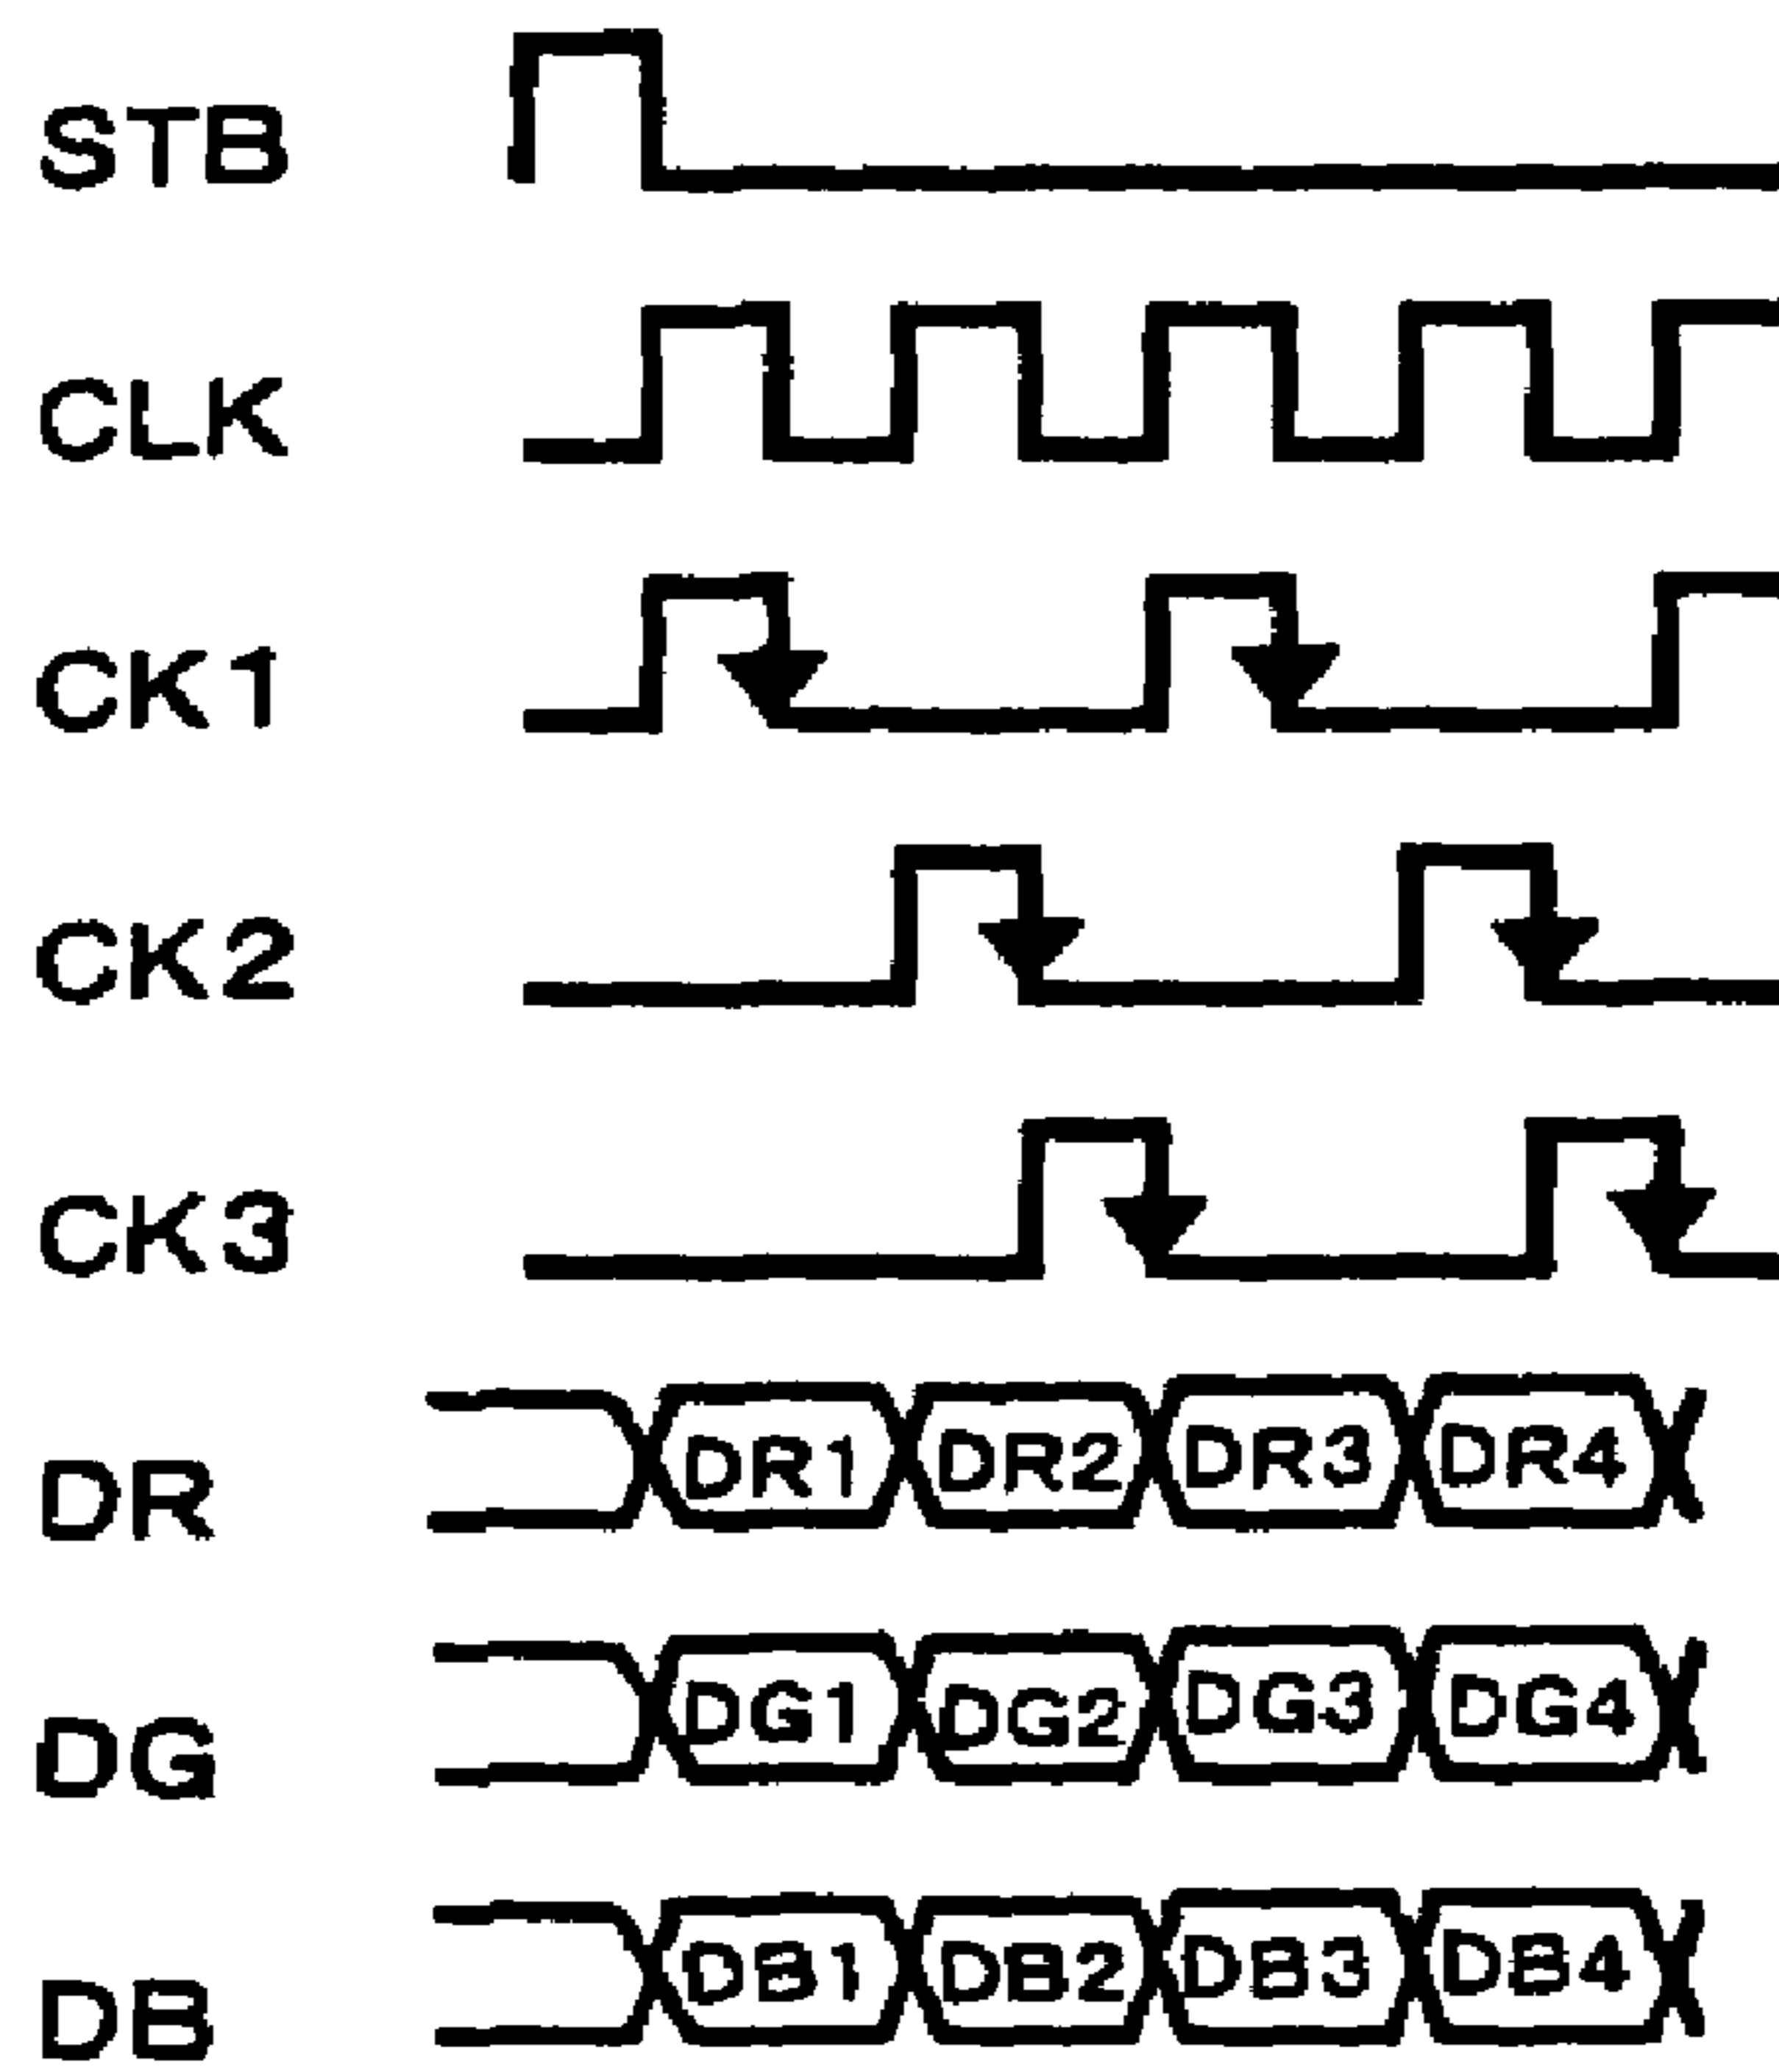 STB
CLK
CK1
CK2
CK3
DR DR1 DR2 DR3 DR4
DG DG1 DG2 DG3 DG4
DB DB1 DB2 DB3 DB4